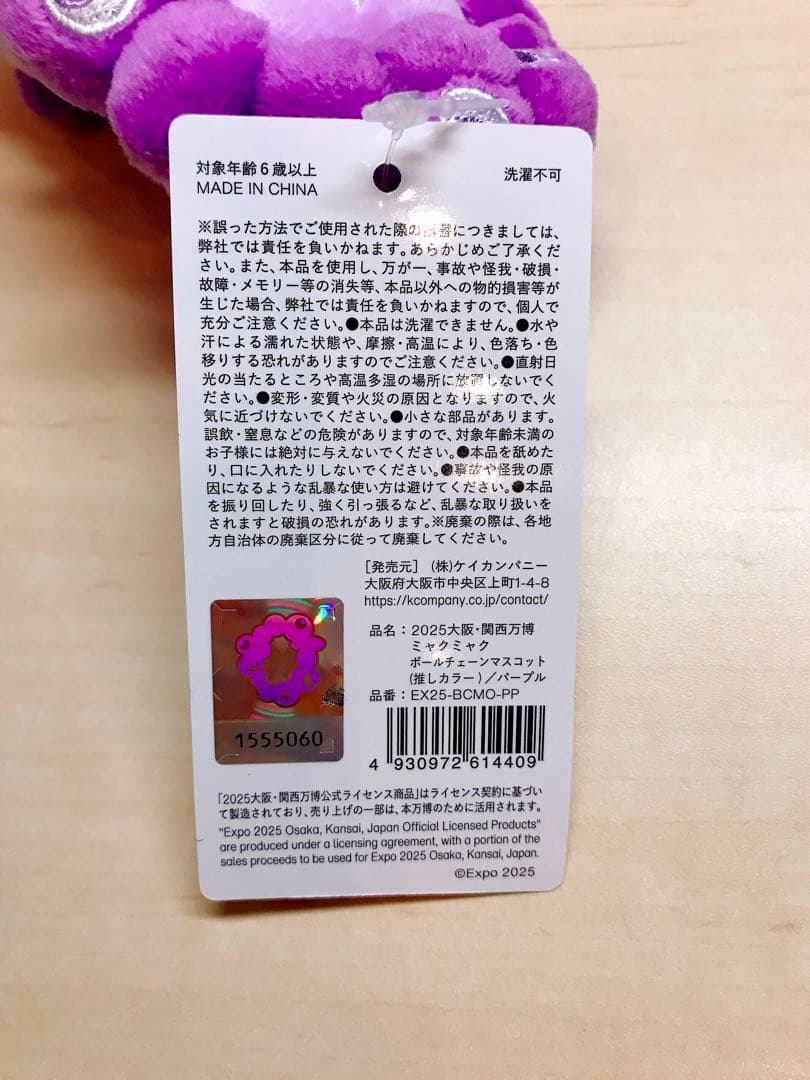 対象年齢6歳以上
MADE IN CHINA
洗濯不可
※誤った方法でご使用された際の損害につきましては、
弊社では責任を負いかねます。あらかじめご了承くだ
さい。また、本品を使用し、万が一、事故や怪我・破損・
故障・メモリー等の消失等、本品以外への物的損害等が
生じた場合、弊社では責任を負いかねますので、個人で
充分ご注意ください。●本品は洗濯できません。●水や
汗による濡れた状態や、摩擦・高温により、色落ち・色
移りする恐れがありますのでご注意ください。●直射日
光の当たるところや高温多湿の場所に放置しないでく
ださい。●変形・変質や火災の原因となりますので、火
気に近づけないでください。●小さな部品があります。
誤飲・窒息などの危険がありますので、対象年齢未満の
お子様には絶対に与えないでください。●本品を舐めた
り、口に入れたりしないでください。●事故や怪我の原
因になるような乱暴な使い方は避けてください。●本品
を振り回したり、強く引っ張るなど、乱暴な取り扱いを
されますと破損の恐れがあります。※廃棄の際は、各地
方自治体の廃棄区分に従って廃棄してください。
[発売元] (株)ケイカンパニー
大阪府大阪市中央区上町1-4-8
https://kcompany.co.jp/contact/
品名:2025大阪・関西万博
ミャクミャク
ボールチェーンマスコット
(推しカラー)/パープル
品番:EX25-BCMO-PP
1555060
4 930972 614409
「2025大阪・関西万博公式ライセンス商品」はライセンス契約に基づい
て製造されており、売り上げの一部は、本万博のために活用されます。
"Expo 2025 Osaka, Kansai, Japan Official Licensed Products"
are produced under a licensing agreement, with a portion of the
sales proceeds to be used for Expo 2025 Osaka, Kansai, Japan.
©Expo 2025